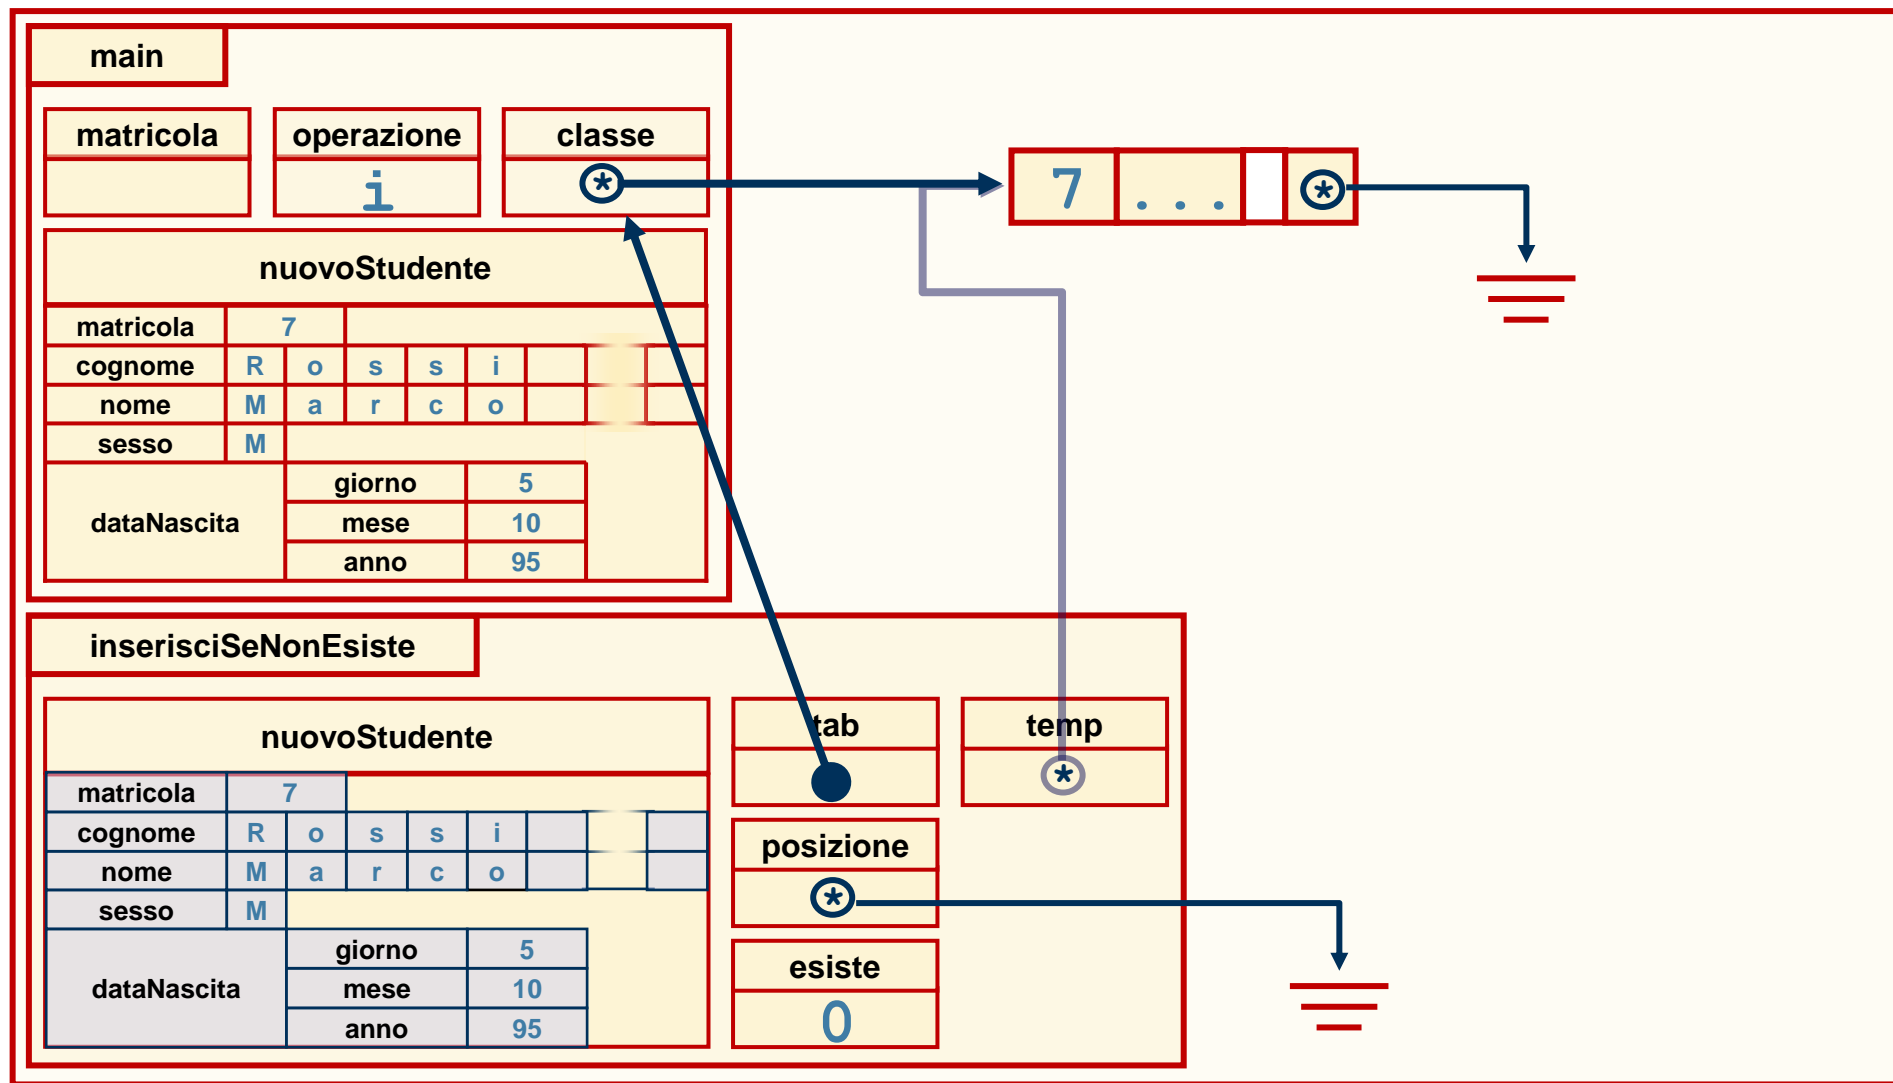 main
matricola operazione classe
i * 7 . . . *
nuovoStudente
matricola 7
cognome R o s s i
nome M a r c o
sesso M
dataNascita giorno 5
mese 10
anno 95
inserisciSeNonEsiste
nuovoStudente tab temp
*
matricola 7
cognome R o s s i
nome M a r c o
sesso M
dataNascita giorno 5
mese 10
anno 95
posizione
*
esiste
0